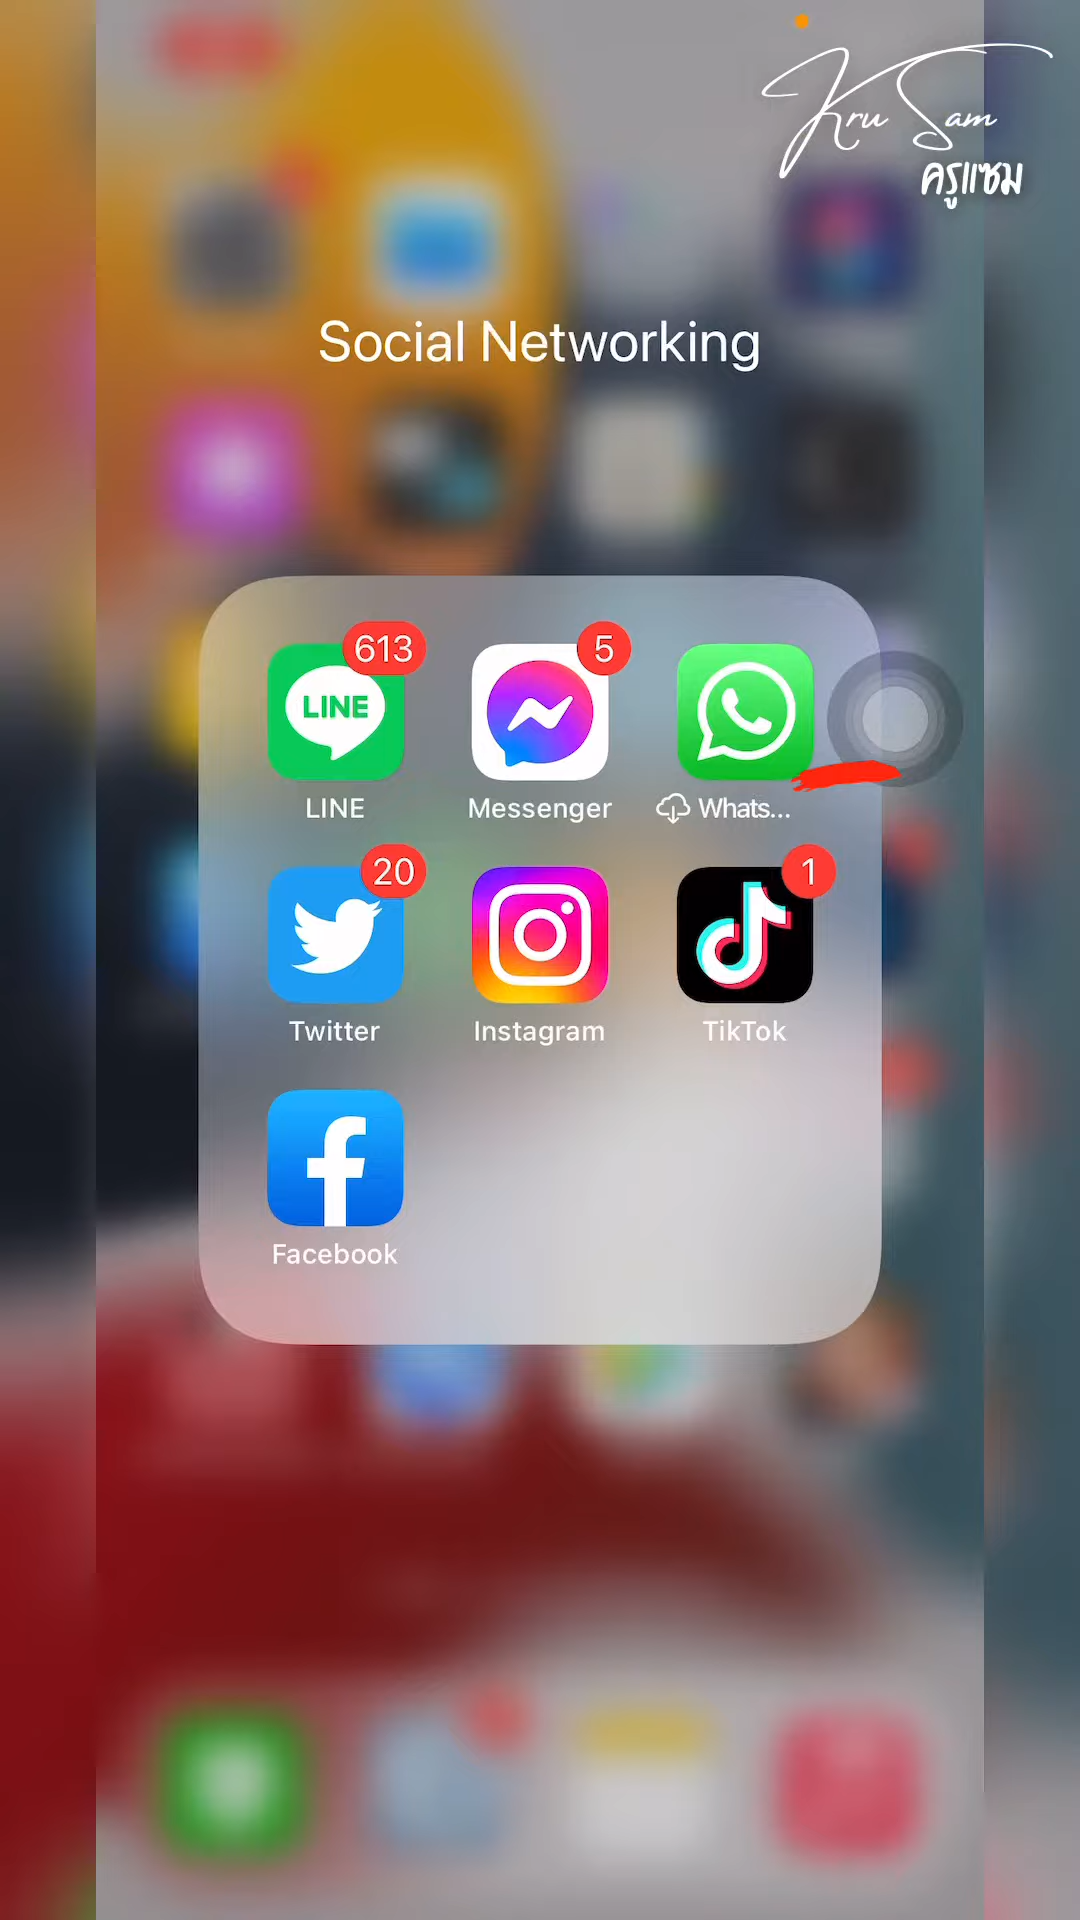 Kru Sam
ครูแซม
Social Networking
613
5
LINE
LINE
Messenger
Whats...
20
1
Twitter
Instagram
TikTok
Facebook